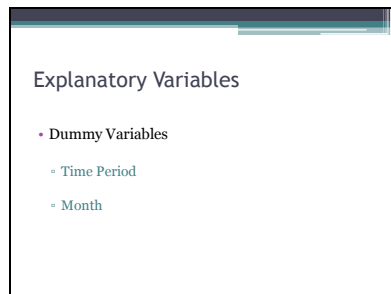 Explanatory Variables
• Dummy Variables
▫ Time Period
▫ Month